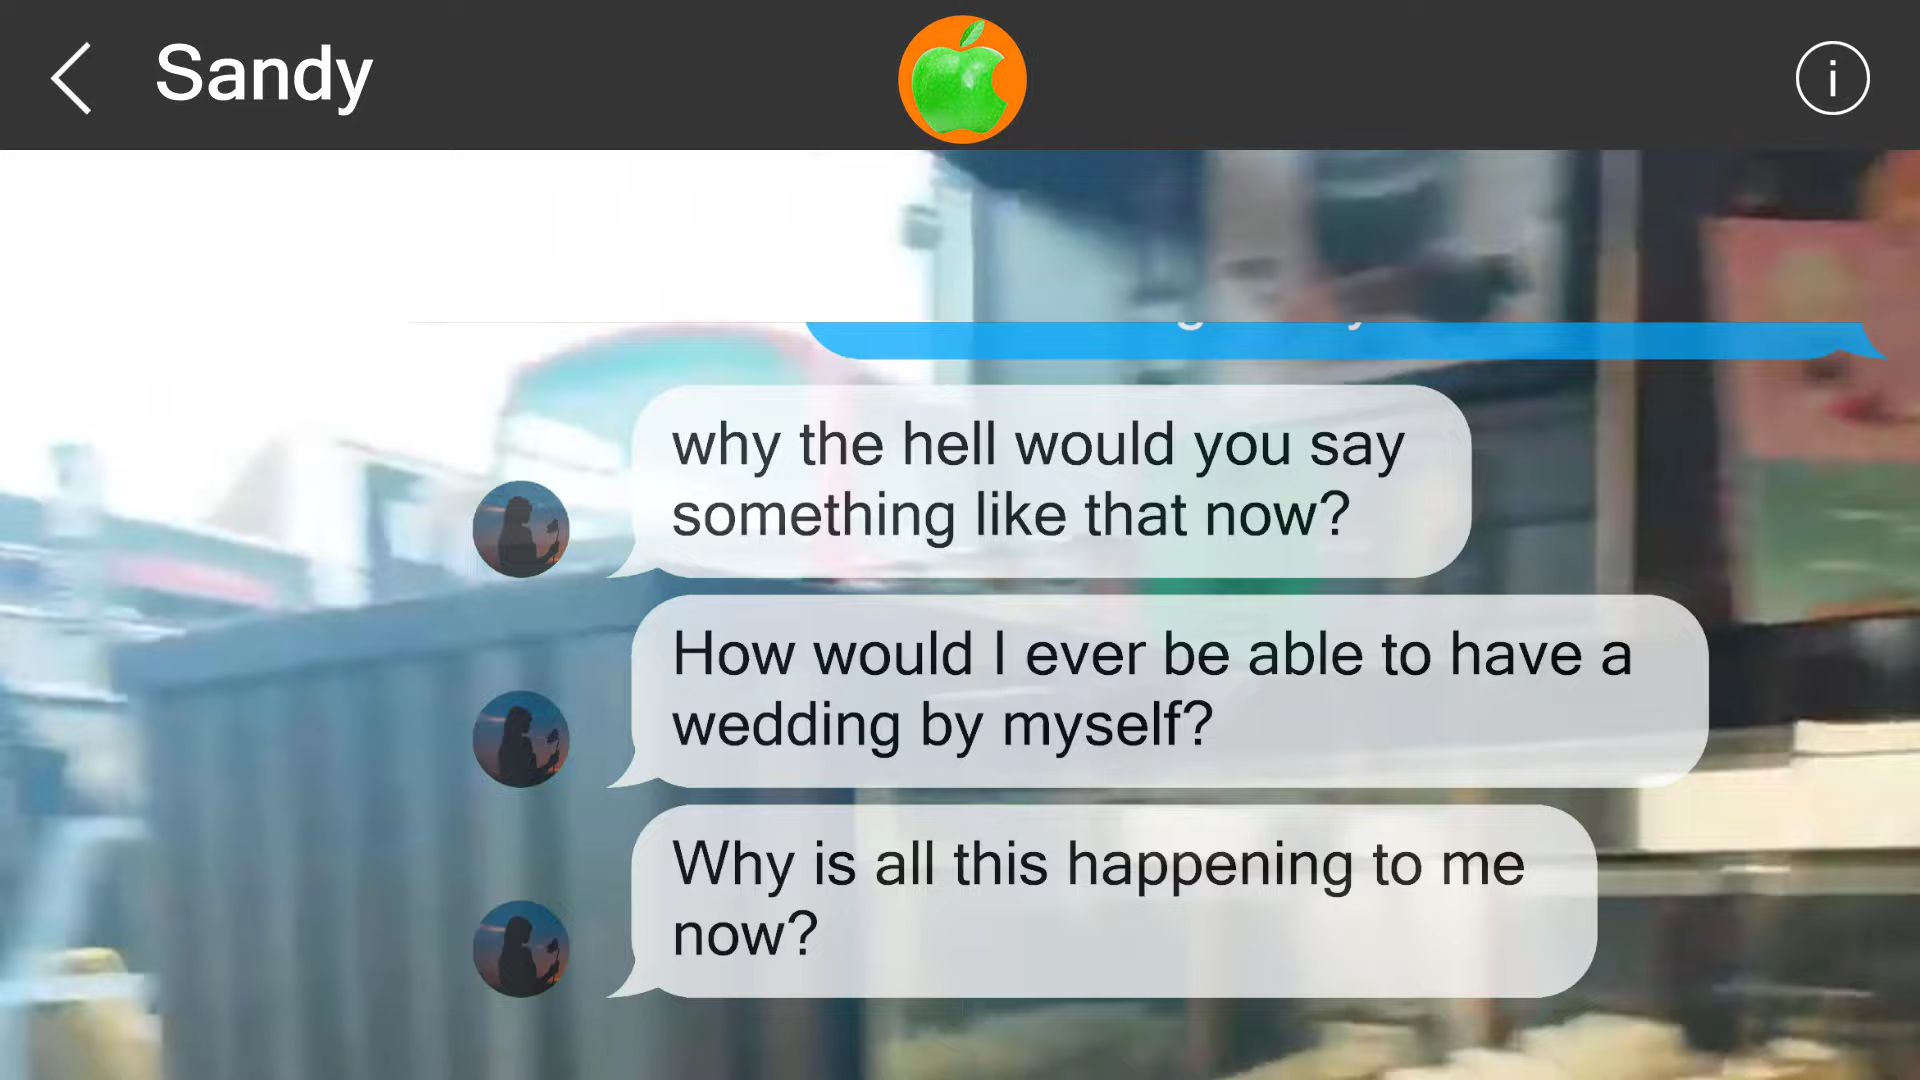 Sandy
why the hell would you say
something like that now?
How would I ever be able to have a
wedding by myself?
Why is all this happening to me
now?